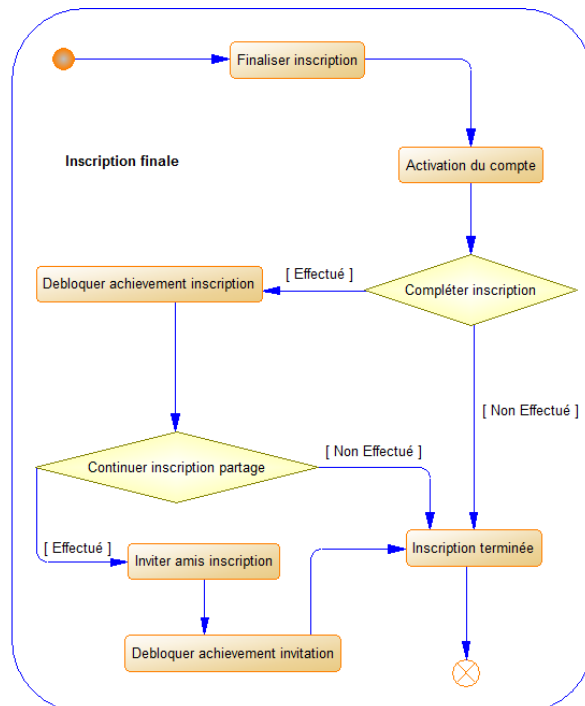 Finaliser inscription
Inscription finale
Activation du compte
Debloquer achievement inscription
[ Effectué ]
Compléter inscription
[ Non Effectué ]
Continuer inscription partage
[ Non Effectué ]
[ Effectué ]
Inviter amis inscription
Inscription terminée
Debloquer achievement invitation